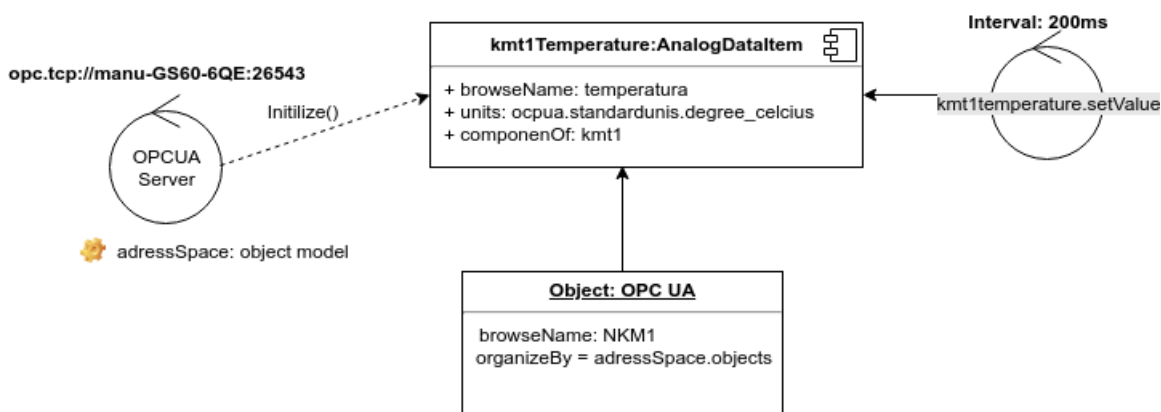 Interval: 200ms
kmt1Temperature:AnalogDataItem
opc.tcp://manu-GS60-6QE:26543
+ browseName: temperatura
Initilize()
+ units: ocpua.standardunis.degree_celcius
kmt1temperature.setValue
+ componenOf: kmt1
OPCUA
Server
adressSpace: object model
Object: OPC UA
browseName: NKM1
organizeBy = adressSpace.objects